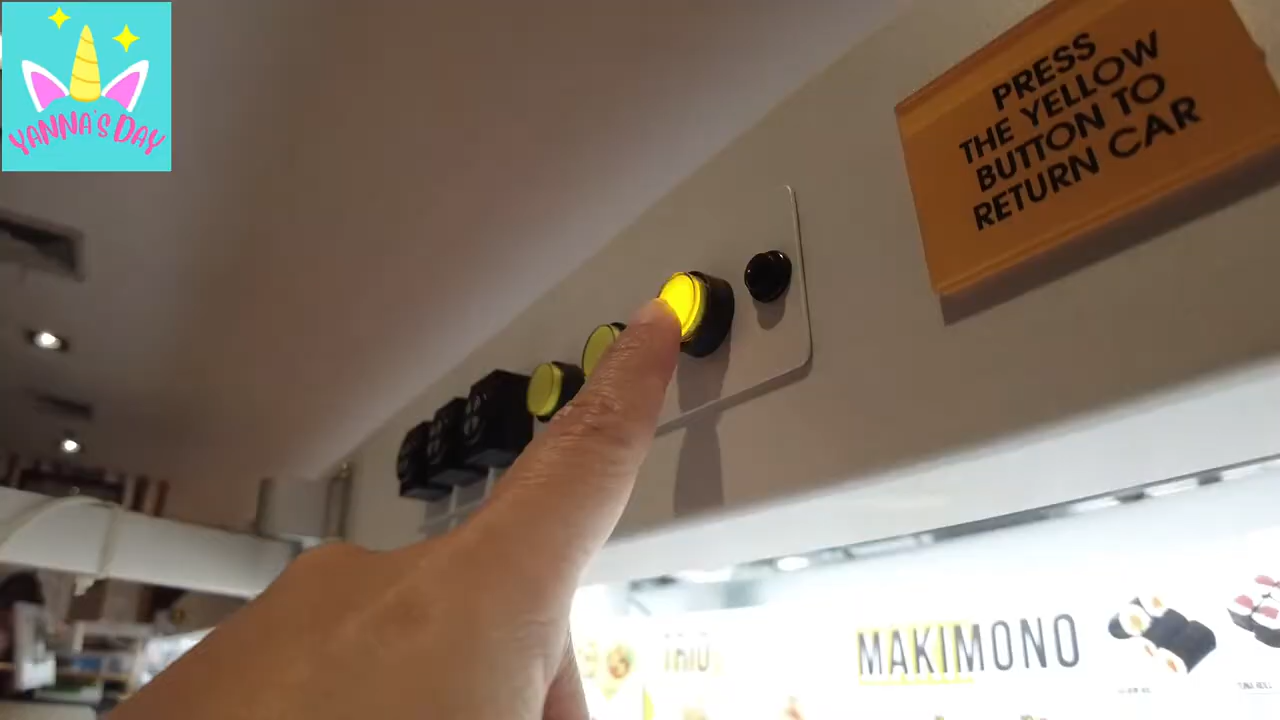 YANNA'S DAY
PRESS
THE YELLOW
BUTTON TO
RETURN CAR
MAKIMONO